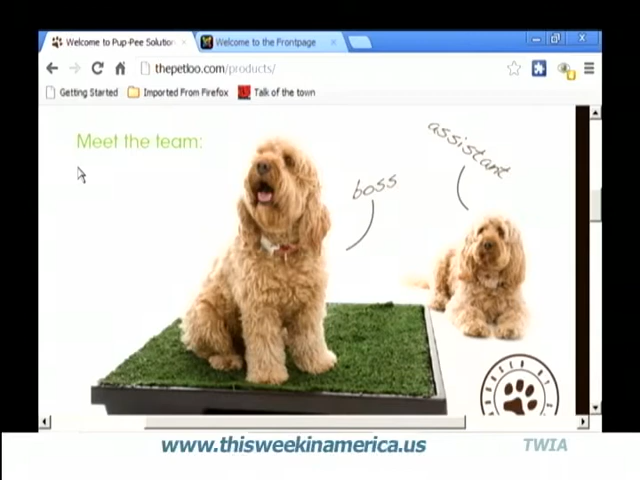 Welcome to Pup-Pee Solution
Welcome to the Frontpage
thepetloo.com/products/
Getting Started
Imported From Firefox
Talk of the town
Meet the team:
boss
assistant
www.thisweekinamerica.us
TWIA